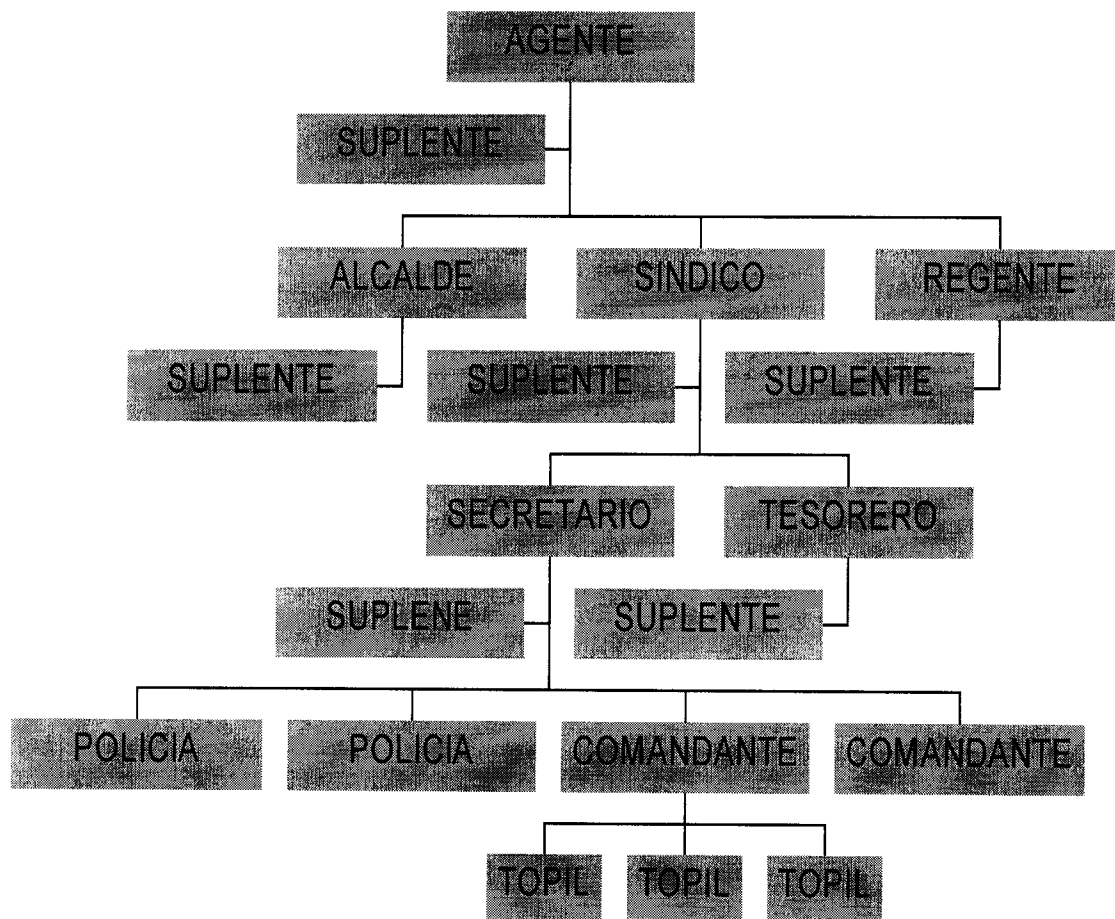 AGENTE
SUPLENTE
ALCALDE
SINDICO
REGENTE
SUPLENTE
SUPLENTE
SUPLENTE
SECRETARIO
TESORERO
SUPLENE
SUPLENTE
POLICIA
POLICIA
COMANDANTE
COMANDANTE
TOPIL
TOPIL
TOPIL